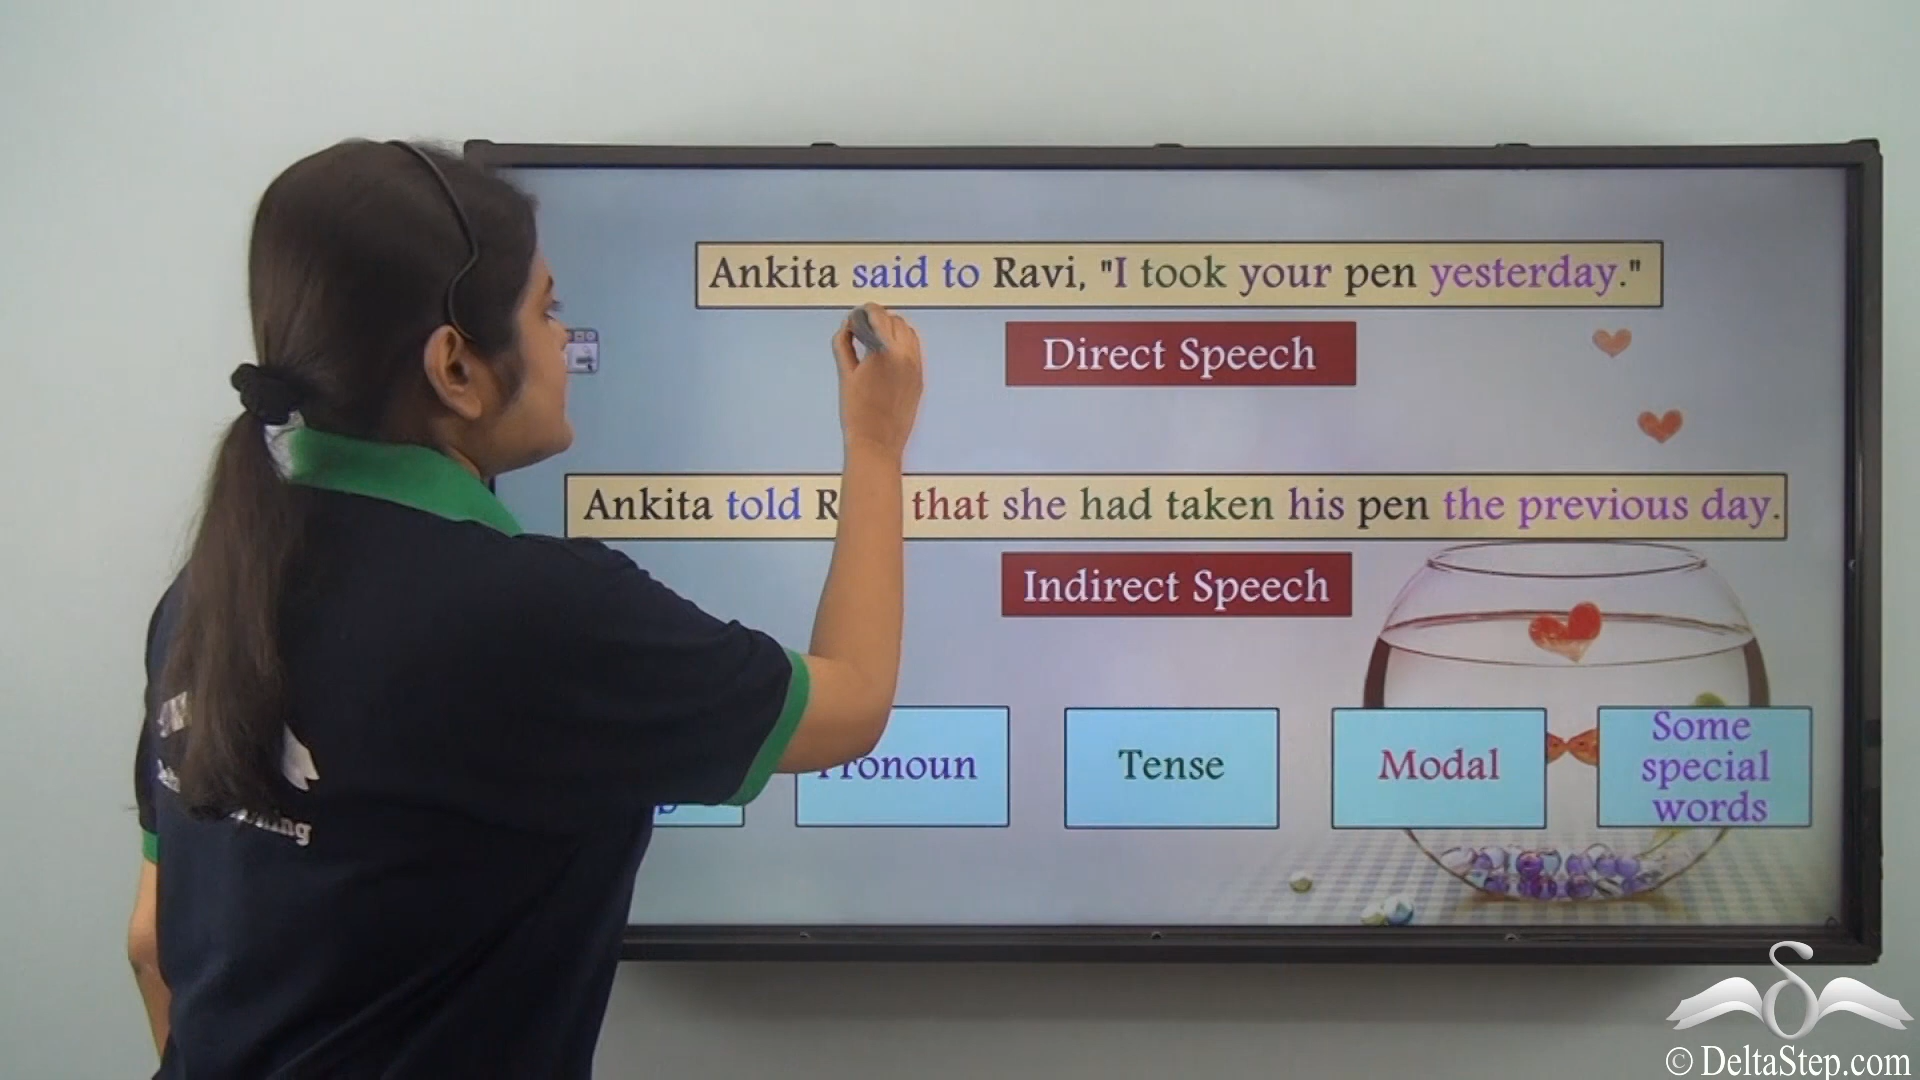 Ankita said to Ravi, "I took your pen yesterday."
Direct Speech
Ankita told that she had taken his pen the previous day.
Indirect Speech
Pronoun
Tense
Modal
Some
special
words
© DeltaStep.com